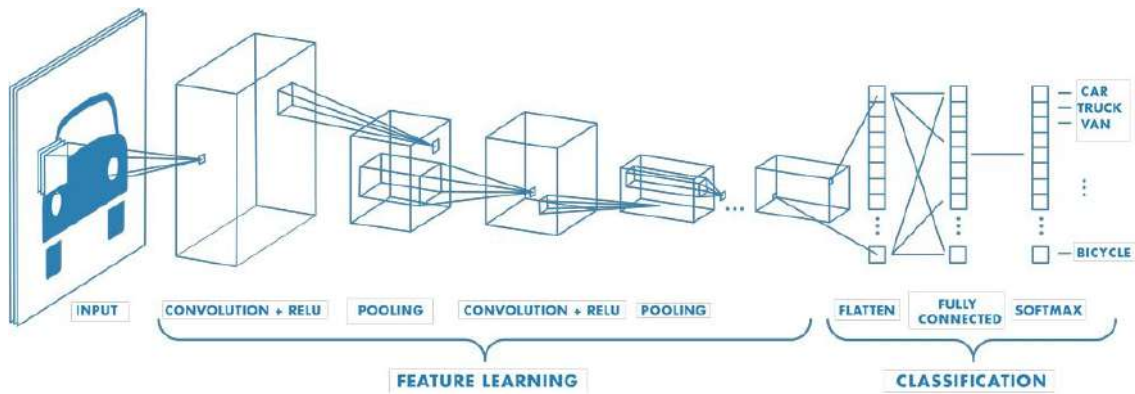 CAR
TRUCK
VAN
BICYCLE
INPUT
CONVOLUTION + RELU
POOLING
CONVOLUTION + RELU
POOLING
FLATTEN
FULLY
CONNECTED
SOFTMAX
FEATURE LEARNING
CLASSIFICATION